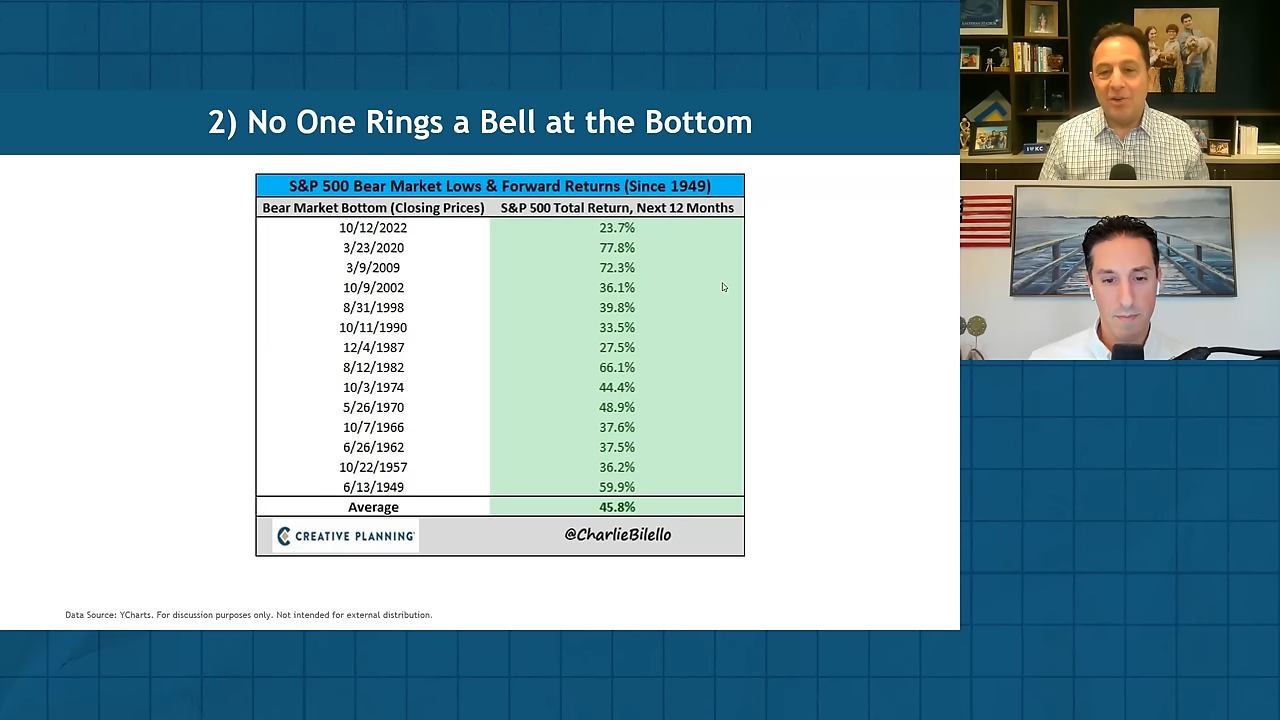 2) No One Rings a Bell at the Bottom
S&P 500 Bear Market Lows & Forward Returns (Since 1949)
Bear Market Bottom (Closing Prices) S&P 500 Total Return, Next 12 Months
10/12/2022 23.7%
3/23/2020 77.8%
3/9/2009 72.3%
10/9/2002 36.1%
8/31/1998 39.8%
10/11/1990 33.5%
12/4/1987 27.5%
8/12/1982 66.1%
10/3/1974 44.4%
5/26/1970 48.9%
10/7/1966 37.6%
6/26/1962 37.5%
10/22/1957 36.2%
6/13/1949 59.9%
Average 45.8%
CREATIVE PLANNING @CharlieBilello
Data Source: YCharts. For discussion purposes only. Not intended for external distribution.